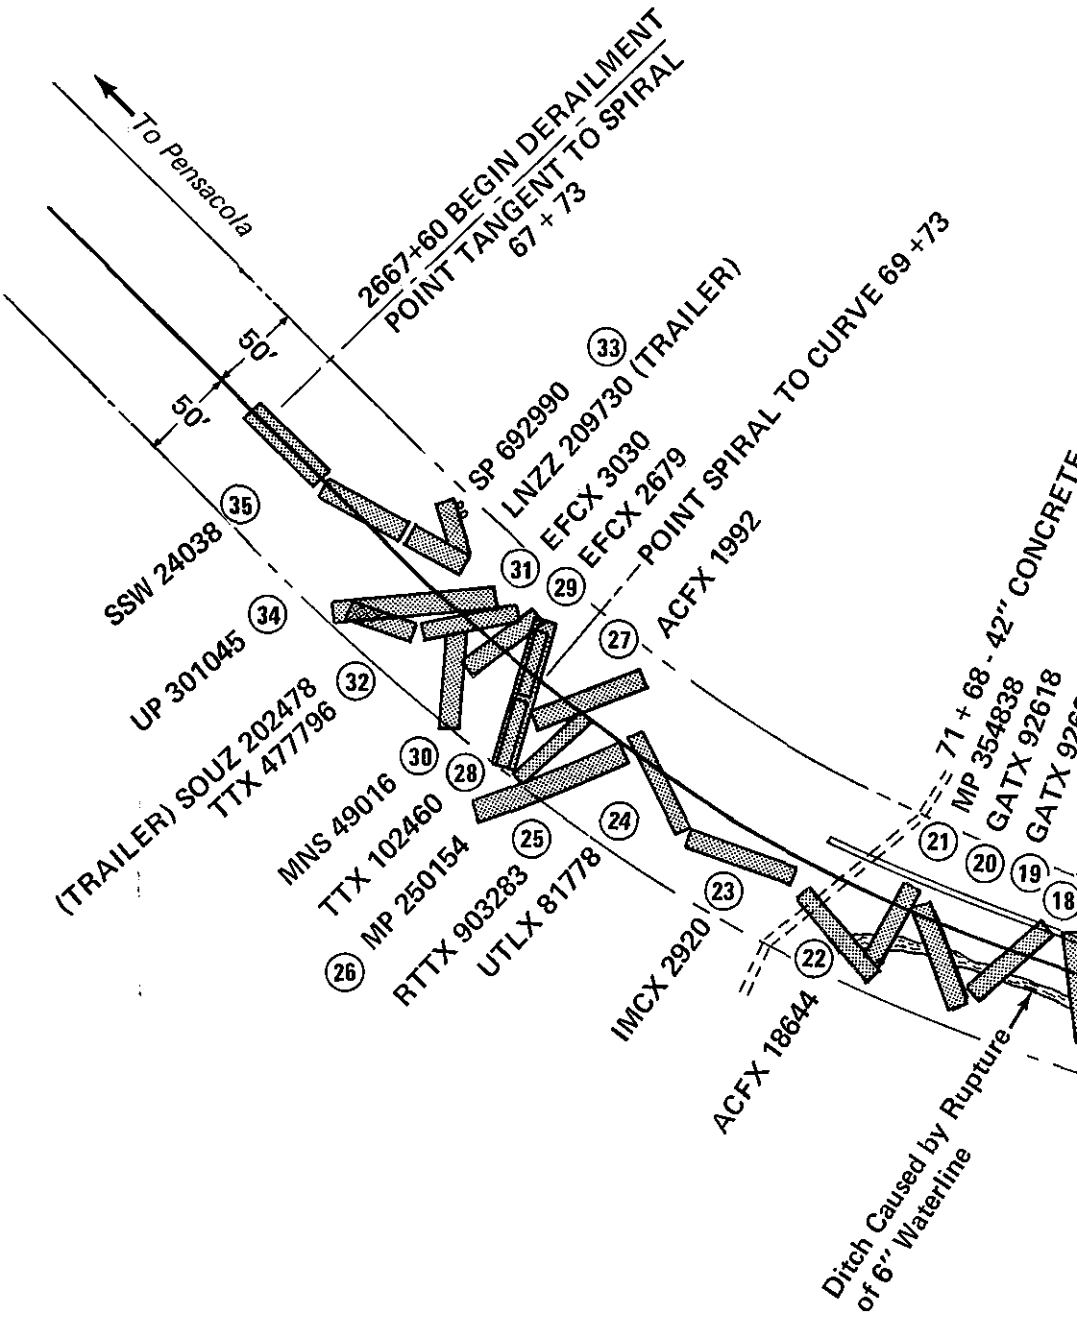 To Pensacola
2667+60 BEGIN DERAILMENT
POINT TANGENT TO SPIRAL
67 + 73
50'
50'
33
SP 692990
LNZZ 209730 (TRAILER)
EFCX 3030
EFCX 2679
POINT SPIRAL TO CURVE 69 +73
31
29
27
ACFX 1992
35
SSW 24038
34
UP 301045
32
(TRAILER) SOUZ 202478
TTX 477796
30
MNS 49016
28
TTX 102460
MP 250154
26
25
RTTX 903283
24
UTLX 81778
23
IMCX 2920
22
ACFX 18644
71 + 68 - 42" CONCRETE
MP 354838
GATX 92618
GATX
21
20
19
18
Ditch Caused by Rupture
of 6" Waterline